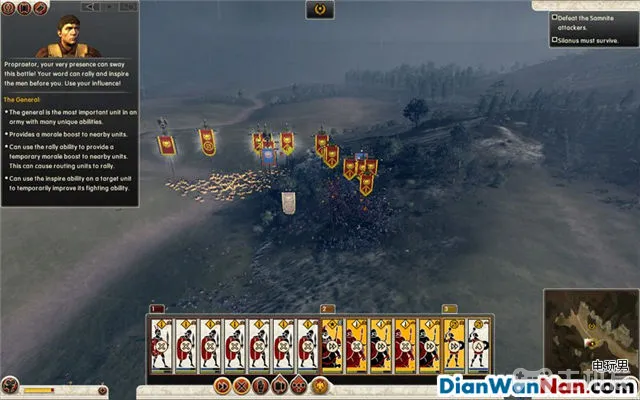 Propraetor, your very presence can sway
this battle! Your word can rally and inspire
the men before you. Use your influence!
The General:
• The general is the most important unit in an
army with many unique abilities.
• Provides a morale boost to nearby units.
• Can use the rally ability to provide a
temporary morale boost to nearby units.
This can cause routing units to rally.
• Can use the inspire ability on a target unit
to temporarily improve its fighting ability.
Defeat the Samnite
attackers.
Silanus must survive.
1
2
3
电玩男
DianWanNan.com